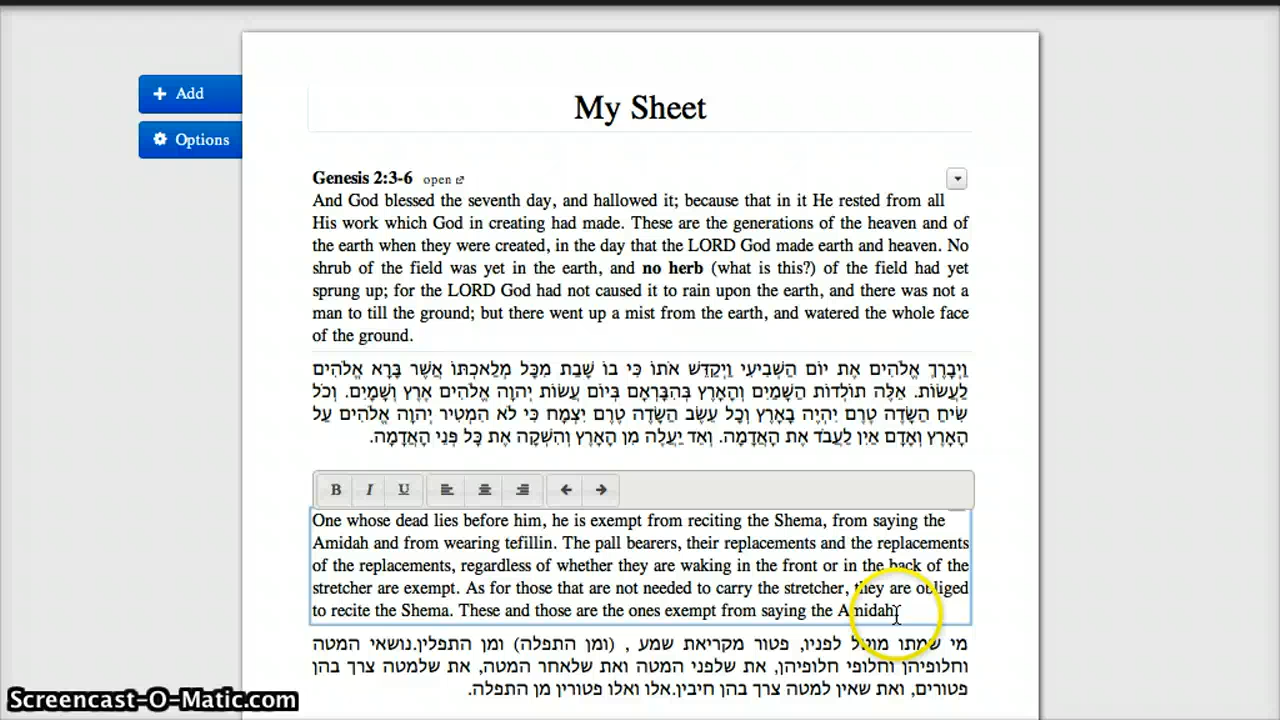 Add
Options
My Sheet
Genesis 2:3-6 open
And God blessed the seventh day, and hallowed it; because that in it He rested from all
His work which God in creating had made. These are the generations of the heaven and of
the earth when they were created, in the day that the LORD God made earth and heaven. No
shrub of the field was yet in the earth, and no herb (what is this?) of the field had yet
sprung up; for the LORD God had not caused it to rain upon the earth, and there was not a
man to till the ground; but there went up a mist from the earth, and watered the whole face
of the ground.
וַיְבָרֶךְ אֱלֹהִים אֶת יוֹם הַשְּׁבִיעִי וַיְקַדֵּשׁ אֹתוֹ כִּי בוֹ שָׁבַת מִכָּל מְלַאכְתּוֹ אֲשֶׁר בָּרָא אֱלֹהִים
לַעֲשׂוֹת. אֵלֶּה תוֹלְדוֹת הַשָּׁמַיִם וְהָאָרֶץ בְּהִבָּרְאָם בְּיוֹם עֲשׂוֹת יְהוָה אֱלֹהִים אֶרֶץ וְשָׁמָיִם. וְכֹל
שִׂיחַ הַשָּׂדֶה טֶרֶם יִהְיֶה בָאָרֶץ וְכָל עֵשֶׂב הַשָּׂדֶה טֶרֶם יִצְמָח כִּי לֹא הִמְטִיר יְהוָה אֱלֹהִים עַל
הָאָרֶץ וְאָדָם אַיִן לַעֲבֹד אֶת הָאֲדָמָה. וְאֵד יַעֲלֶה מִן הָאָרֶץ וְהִשְׁקָה אֶת כָּל פְּנֵי הָאֲדָמָה.
B I U
One whose dead lies before him, he is exempt from reciting the Shema, from saying the
Amidah and from wearing tefillin. The pall bearers, their replacements and the replacements
of the replacements, regardless of whether they are waking in the front or in the back of the
stretcher are exempt. As for those that are not needed to carry the stretcher, they are obliged
to recite the Shema. These and those are the ones exempt from saying the Amidah
מי שמתו מוטל לפניו, פטור מקריאת שמע , (ומן התפלה) ומן התפלין.נושאי המטה
וחלופיהן וחלופי חלופיהן, את שלפני המטה ואת שלאחר המטה, את שלמטה צרך בהן
פטורים, ואת שאין למטה צרך בהן חיבין.אלו ואלו פטורין מן התפלה.
Screencast-O-Matic.com